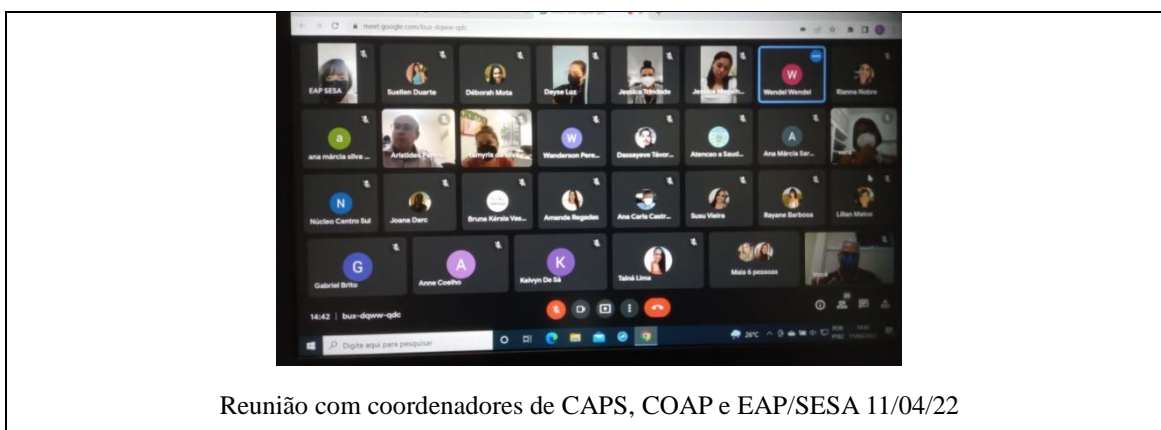 meet.google.com/bux-dqww-qdc
EAP SESA
Suellen Duarte
Déborah Mota
Dayse Luz
Jessica Trindade
Wendel Wendel
W
Rianna Nobre
a
ana márcia silva ...
Aristides
W
Wanderson Pere...
Dassayeve Távor...
Atencao a Saud...
A
Ana Márcia Sar...
N
Núcleo Centro Sul
Joana Darc
Bruna Kérsia Vas...
Amanda Regadas
Ana Carla Castr...
Susu Vieira
Rayane Barbosa
Lilian Matos
G
Gabriel Brito
A
Anne Coelho
K
Kelvyn De Sá
Tainá Lima
Mais 6 pessoas
Você
14:42 | bux-dqww-qdc
Digite aqui para pesquisar
26°C
14:42
Reunião com coordenadores de CAPS, COAP e EAP/SESA 11/04/22